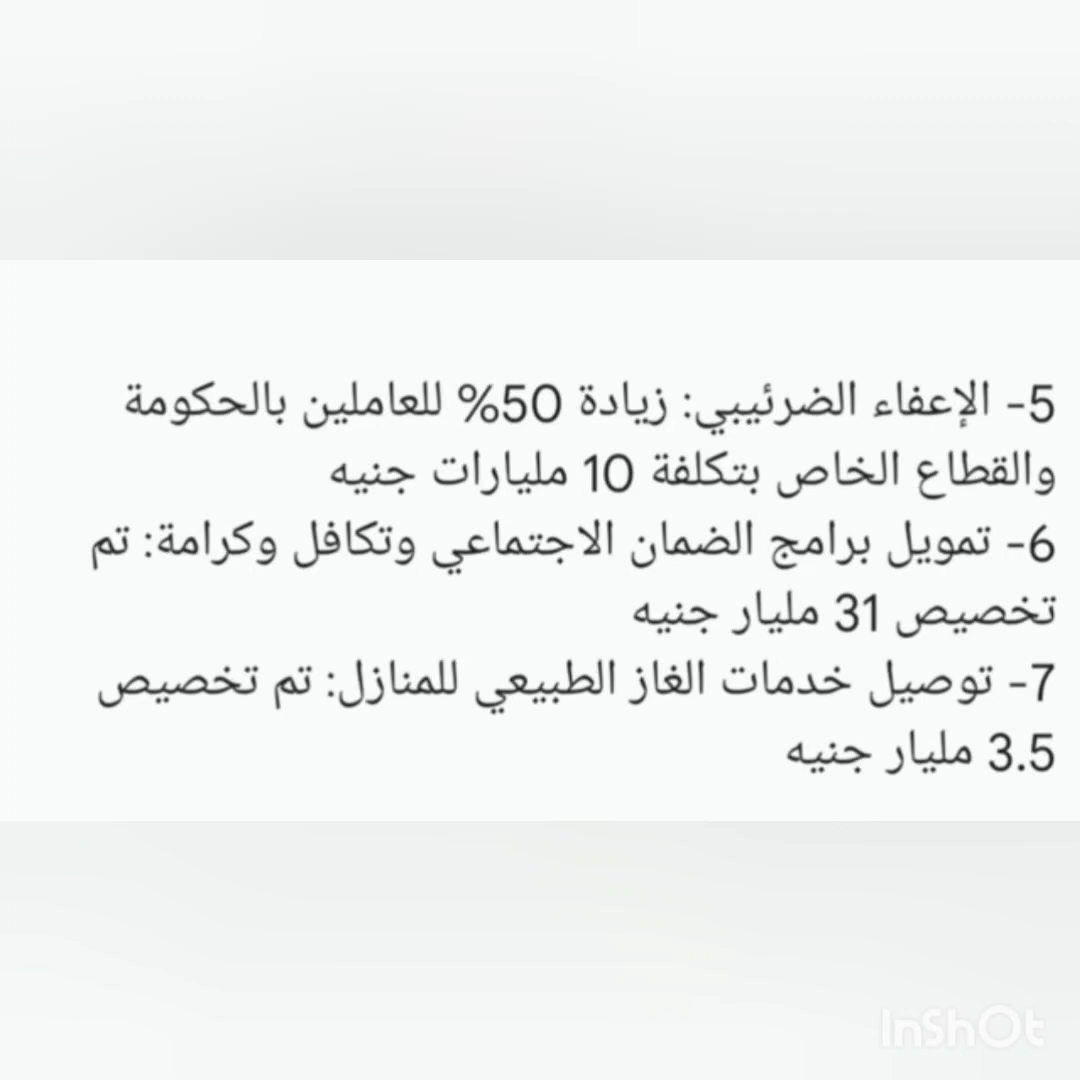 5- الإعفاء الضرئيبي: زيادة 50% للعاملين بالحكومة
والقطاع الخاص بتكلفة 10 مليارات جنيه
6- تمويل برامج الضمان الاجتماعي وتكافل وكرامة: تم
تخصيص 31 مليار جنيه
7- توصيل خدمات الغاز الطبيعي للمنازل: تم تخصيص
3.5 مليار جنيه
InShOt